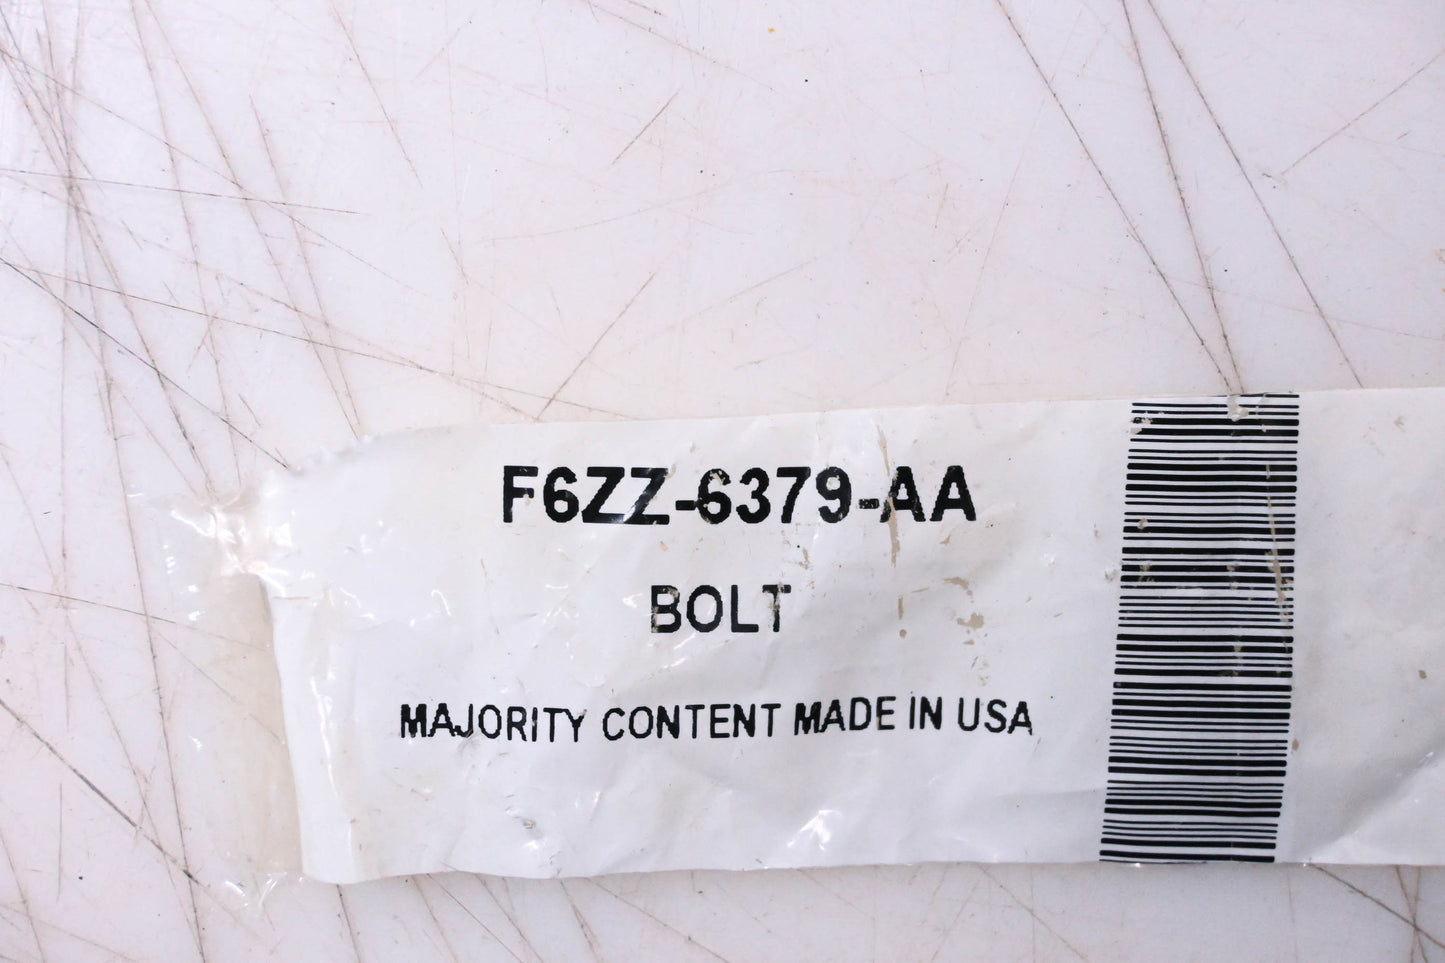 F6ZZ-6379-AA
BOLT
MAJORITY CONTENT MADE IN USA